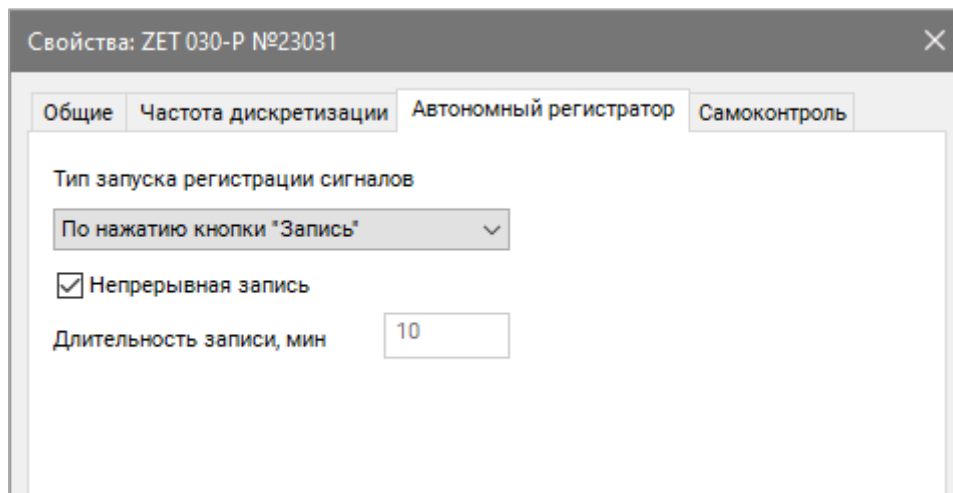 Свойства: ZET 030-P №23031
Общие Частота дискретизации Автономный регистратор Самоконтроль
Тип запуска регистрации сигналов
По нажатию кнопки "Запись"
Непрерывная запись
Длительность записи, мин 10